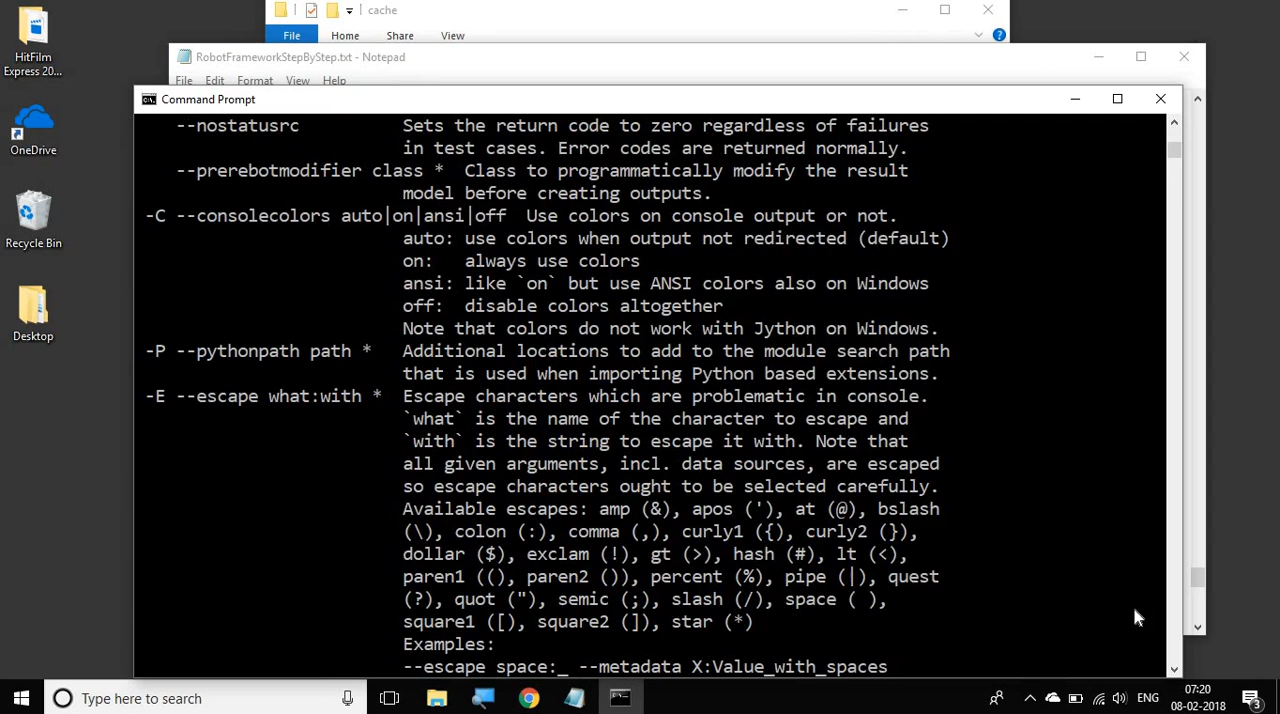 cache
File Home Share View
RobotFrameworkStepByStep.txt - Notepad
File Edit Format View Help
Command Prompt
--nostatusrc Sets the return code to zero regardless of failures
in test cases. Error codes are returned normally.
--prerebotmodifier class * Class to programmatically modify the result
model before creating outputs.
-C --consolecolors auto|on|ansi|off Use colors on console output or not.
auto: use colors when output not redirected (default)
on: always use colors
ansi: like `on` but use ANSI colors also on Windows
off: disable colors altogether
Note that colors do not work with Jython on Windows.
-P --pythonpath path * Additional locations to add to the module search path
that is used when importing Python based extensions.
-E --escape what:with * Escape characters which are problematic in console.
`what` is the name of the character to escape and
`with` is the string to escape it with. Note that
all given arguments, incl. data sources, are escaped
so escape characters ought to be selected carefully.
Available escapes: amp (&), apos ('), at (@), bslash
(\), colon (:), comma (,), curly1 ({), curly2 (}),
dollar ($), exclam (!), gt (>), hash (#), lt (<),
paren1 ((), paren2 ()), percent (%), pipe (|), quest
(?), quot ("), semic (;), slash (/), space ( ),
square1 ([), square2 (]), star (*)
Examples:
--escape space:_ --metadata X:Value_with_spaces
HitFilm
Express 20...
OneDrive
Recycle Bin
Desktop
Type here to search
ENG
07:20
08-02-2018
3